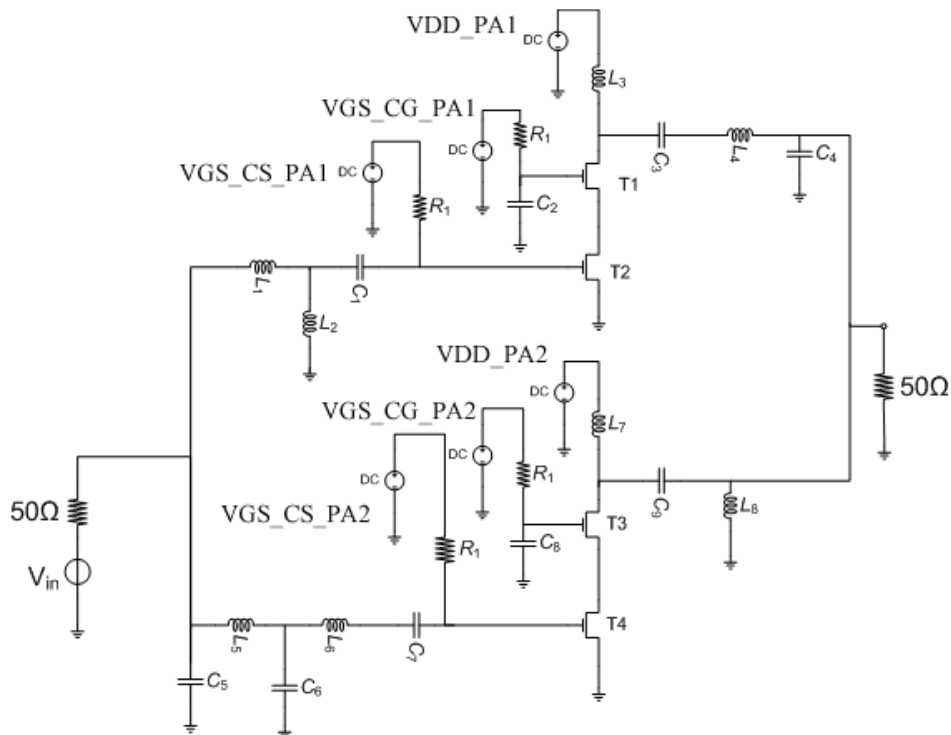 VDD_PA1
DC
L3
VGS_CG_PA1
DC
R1
VGS_CS_PA1
DC
R1
C2
T1
C3
L4
C4
L1
L2
C1
T2
VDD_PA2
DC
L7
50Ω
VGS_CG_PA2
DC
R1
DC
VGS_CS_PA2
R1
C8
T3
C9
L8
50Ω
Vin
L5
L6
C7
T4
C5
C6